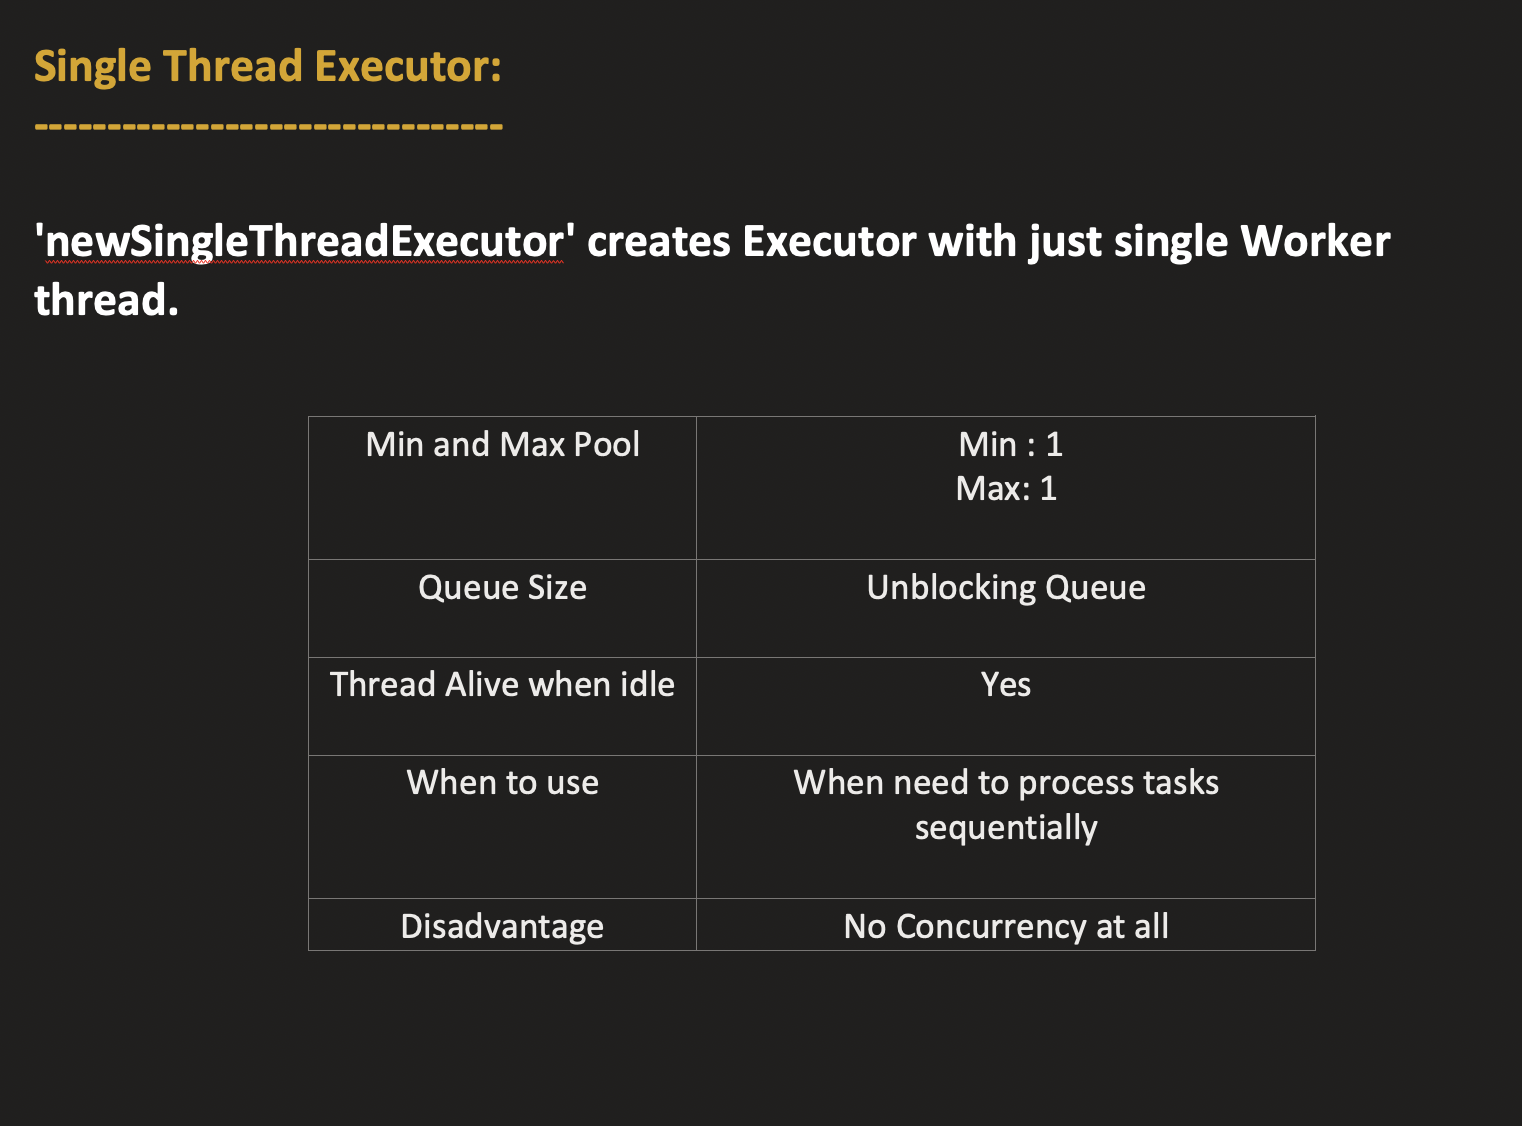 Single Thread Executor:
--------------------------------
'newSingleThreadExecutor' creates Executor with just single Worker
thread.
Min and Max Pool
Min : 1
Max: 1
Queue Size
Unblocking Queue
Thread Alive when idle
Yes
When to use
When need to process tasks
sequentially
Disadvantage
No Concurrency at all